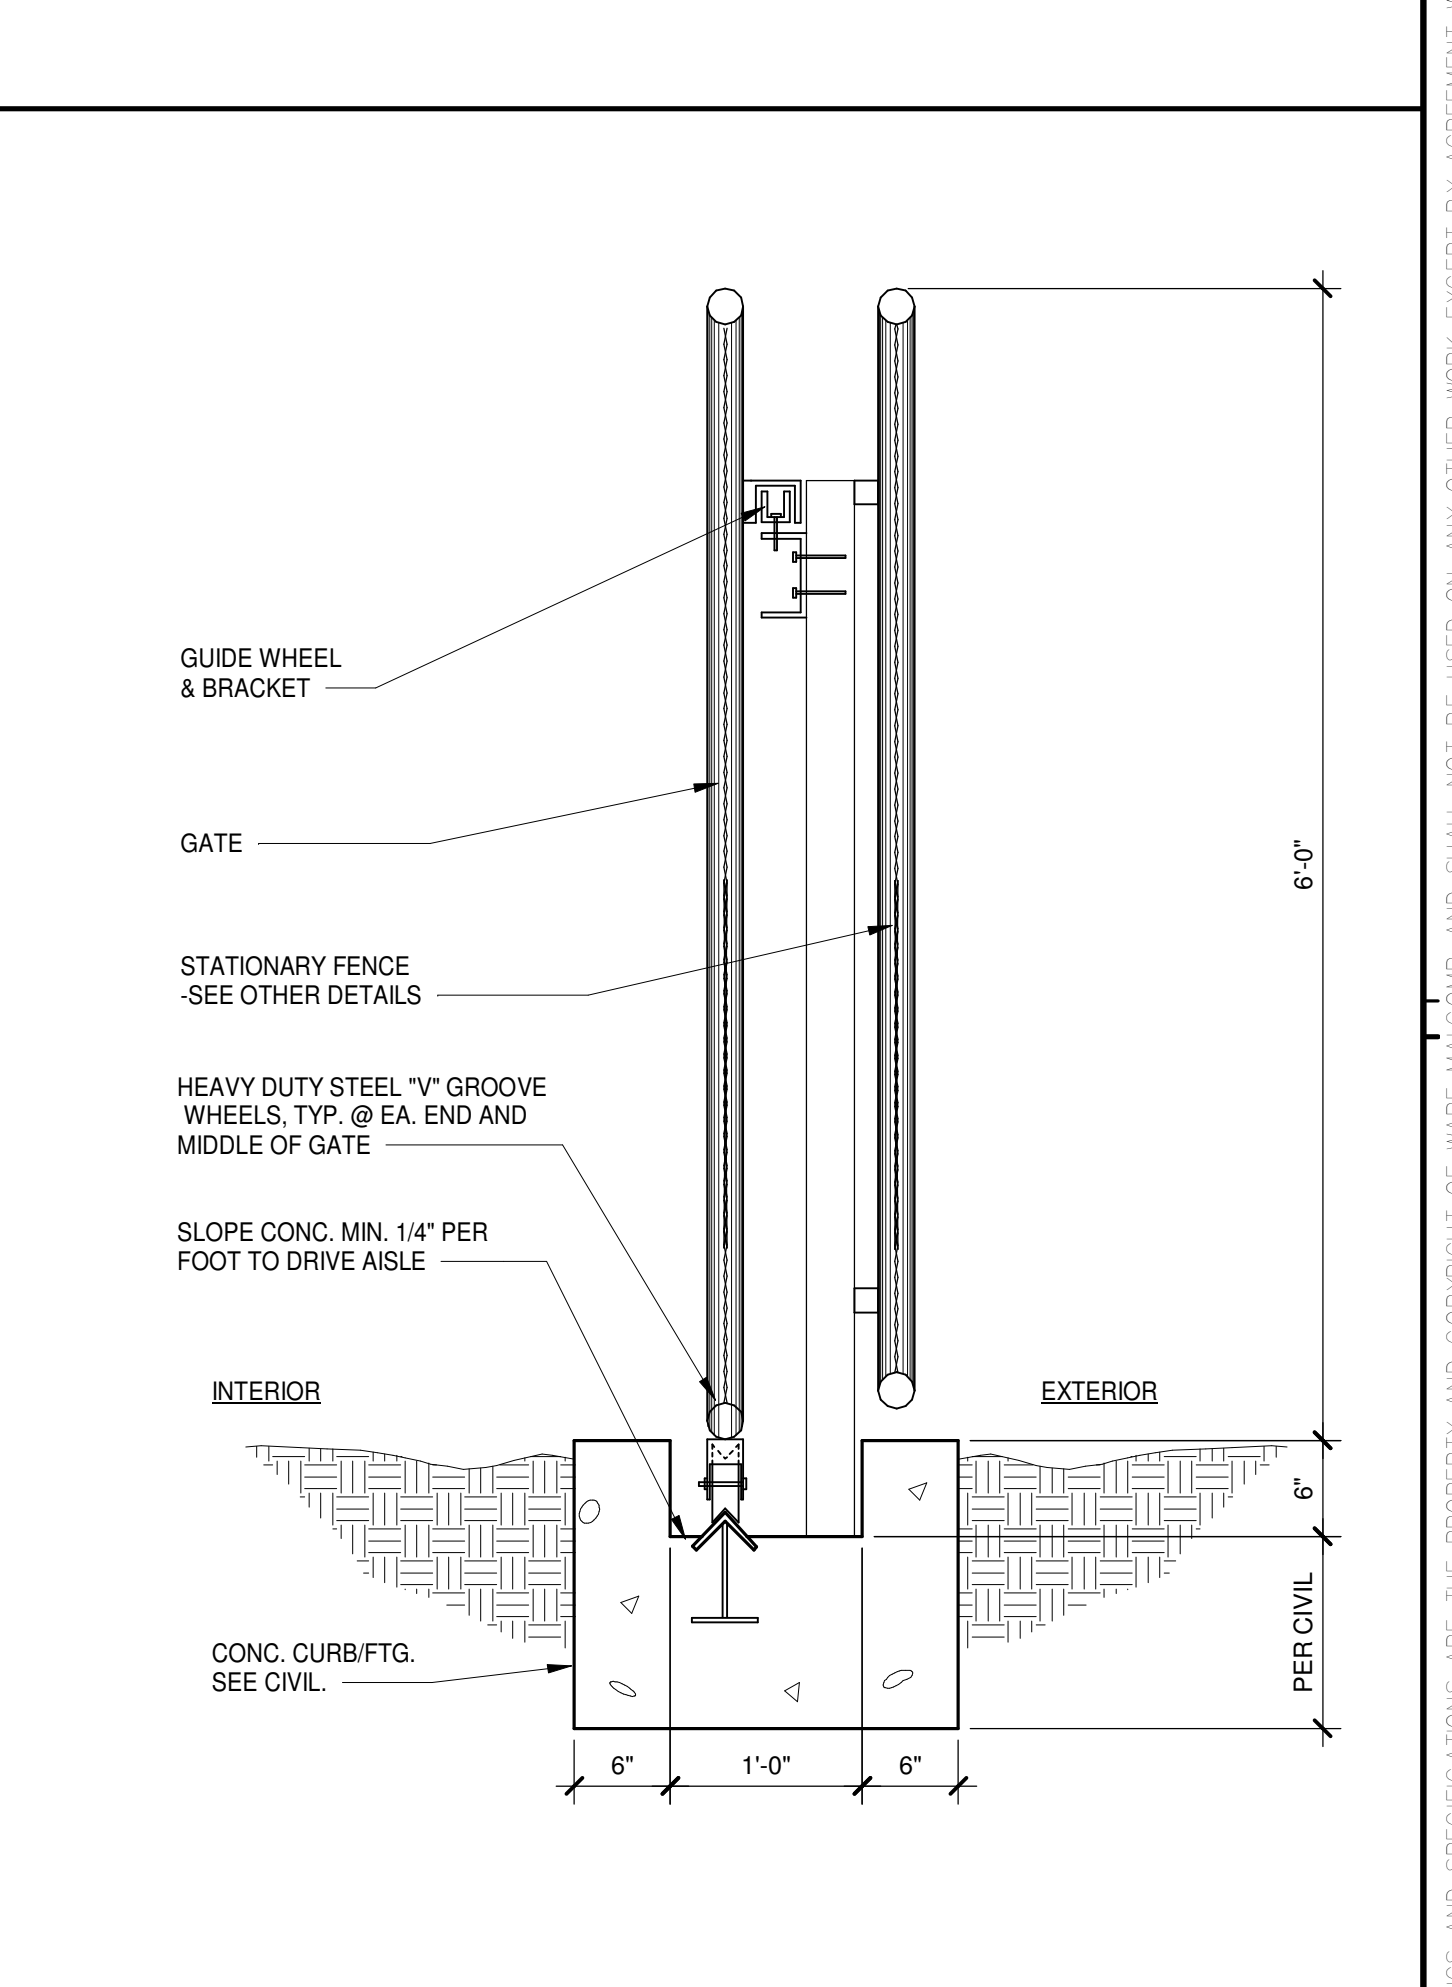 GUIDE WHEEL
& BRACKET
GATE
STATIONARY FENCE
-SEE OTHER DETAILS
HEAVY DUTY STEEL "V" GROOVE
WHEELS, TYP. @ EA. END AND
MIDDLE OF GATE
SLOPE CONC. MIN. 1/4" PER
FOOT TO DRIVE AISLE
INTERIOR
EXTERIOR
CONC. CURB/FTG.
SEE CIVIL.
6'-0"
6"
PER CIVIL
6"
1'-0"
6"